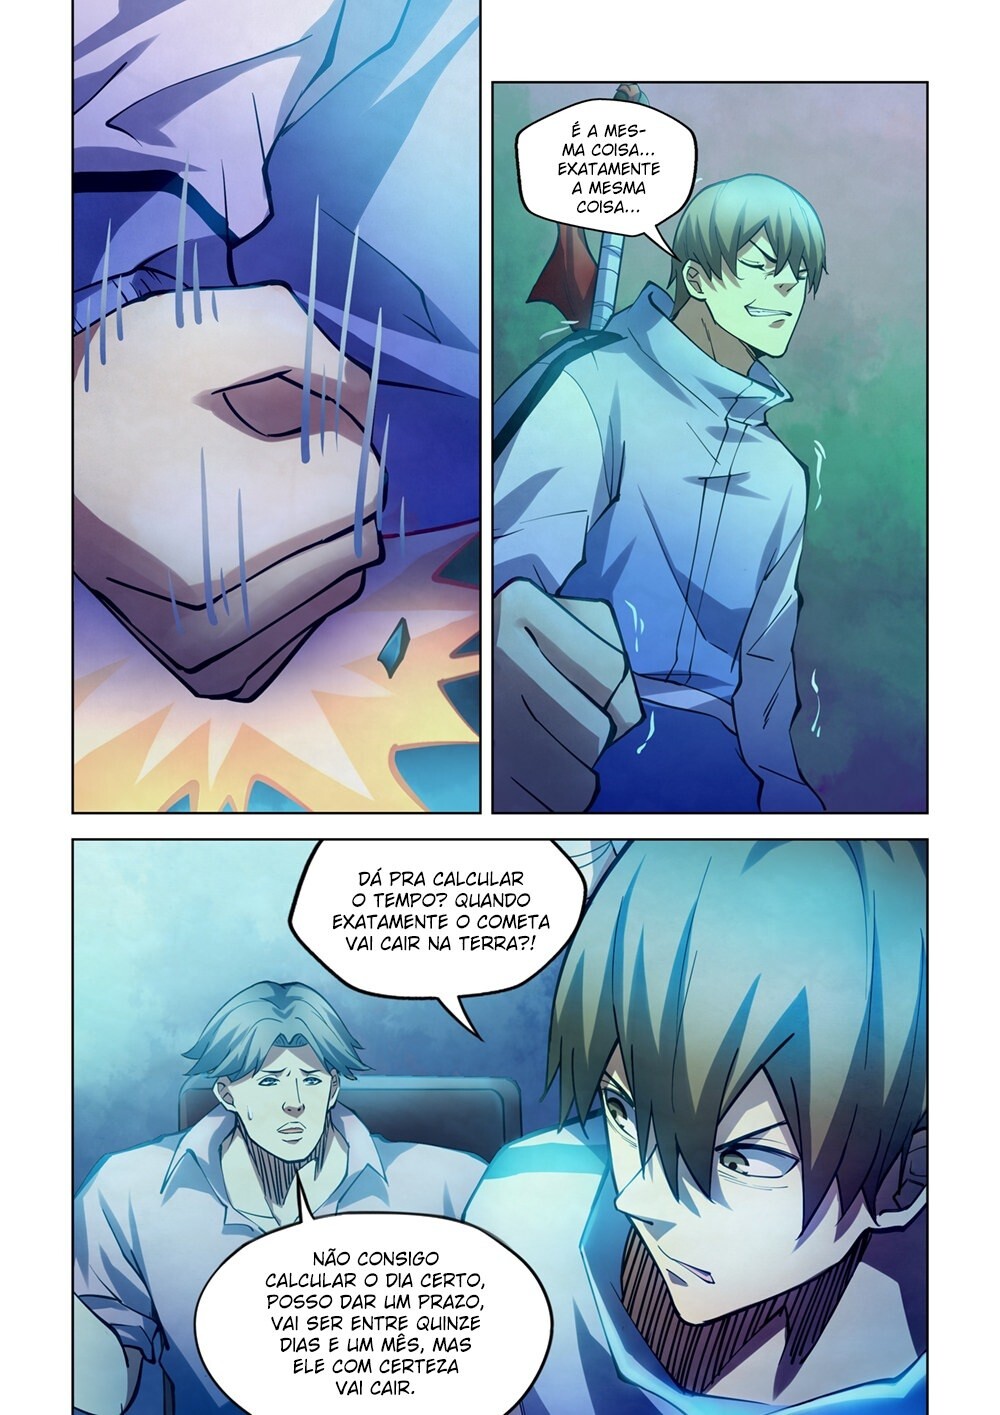 É A MES-
MA COISA...
EXATAMENTE
A MESMA
COISA...
DÁ PRA CALCULAR
O TEMPO? QUANDO
EXATAMENTE O COMETA
VAI CAIR NA TERRA?!
NÃO CONSIGO
CALCULAR O DIA CERTO,
POSSO DAR UM PRAZO,
VAI SER ENTRE QUINZE
DIAS E UM MÊS, MAS
ELE COM CERTEZA
VAI CAIR.